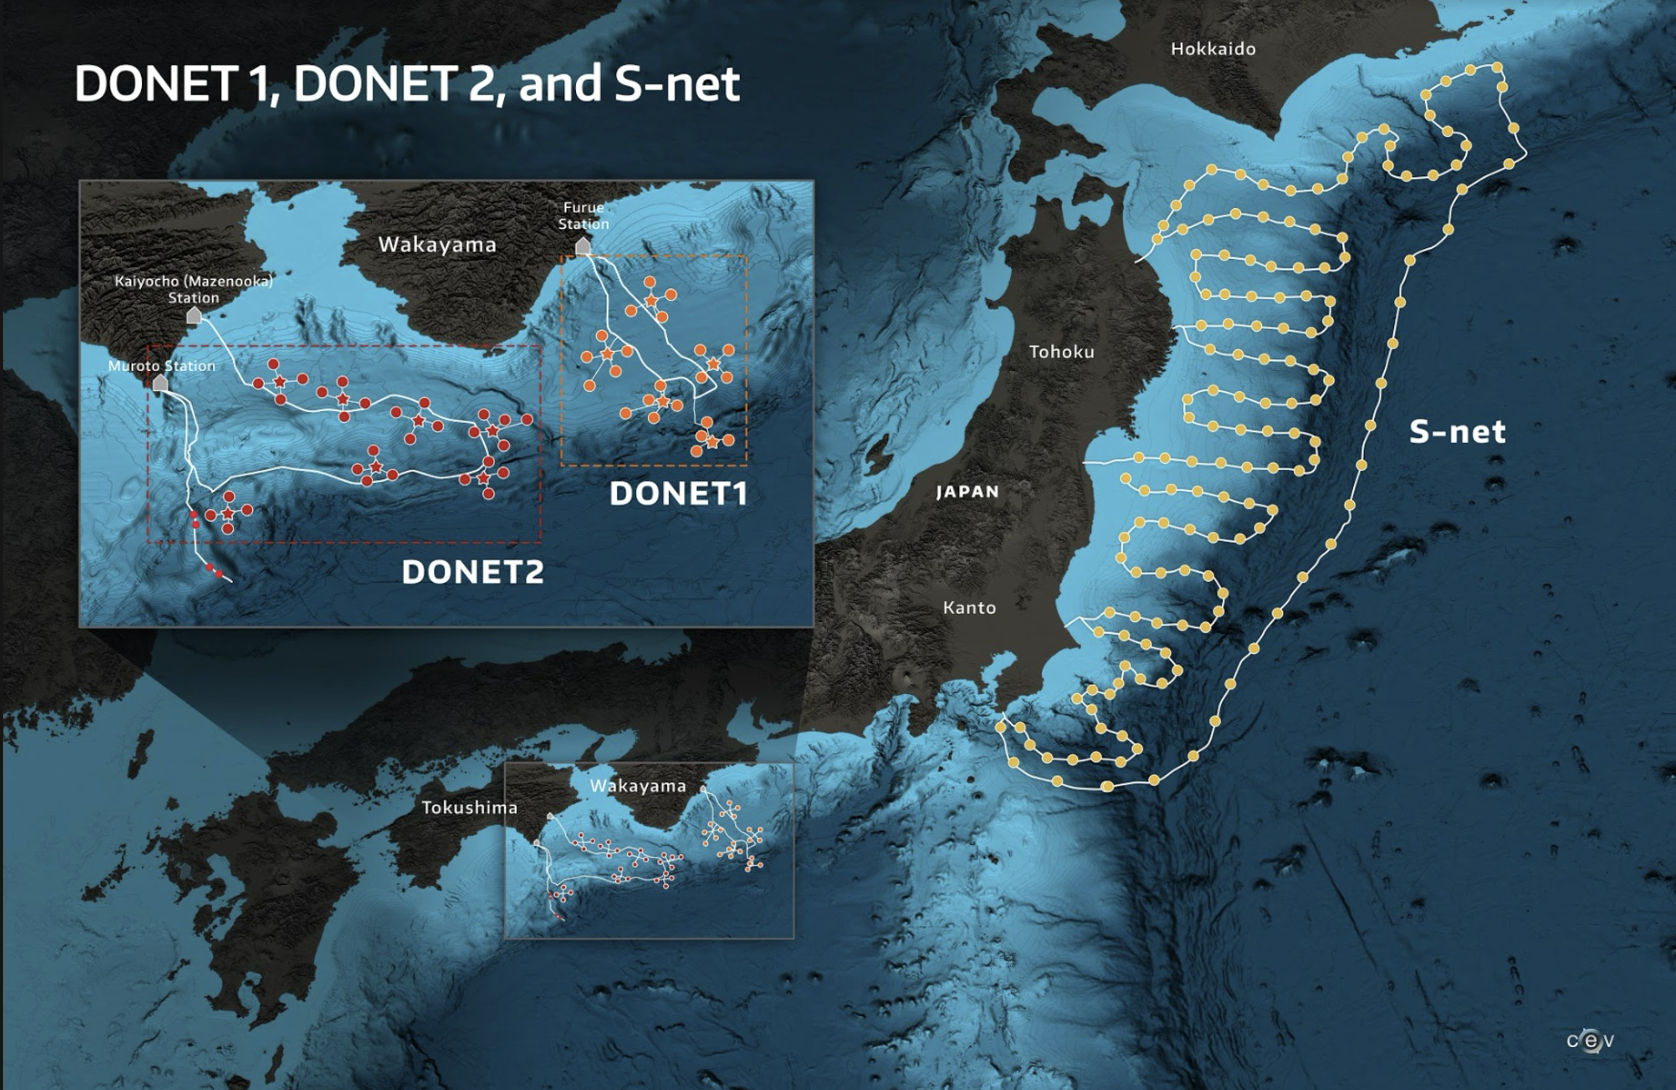 DONET 1, DONET 2, and S-net
Hokkaido
Furue
Station
Wakayama
Kaiyocho (Mazenooka)
Station
Muroto Station
Tohoku
S-net
JAPAN
DONET1
DONET2
Kanto
Wakayama
Tokushima
cev